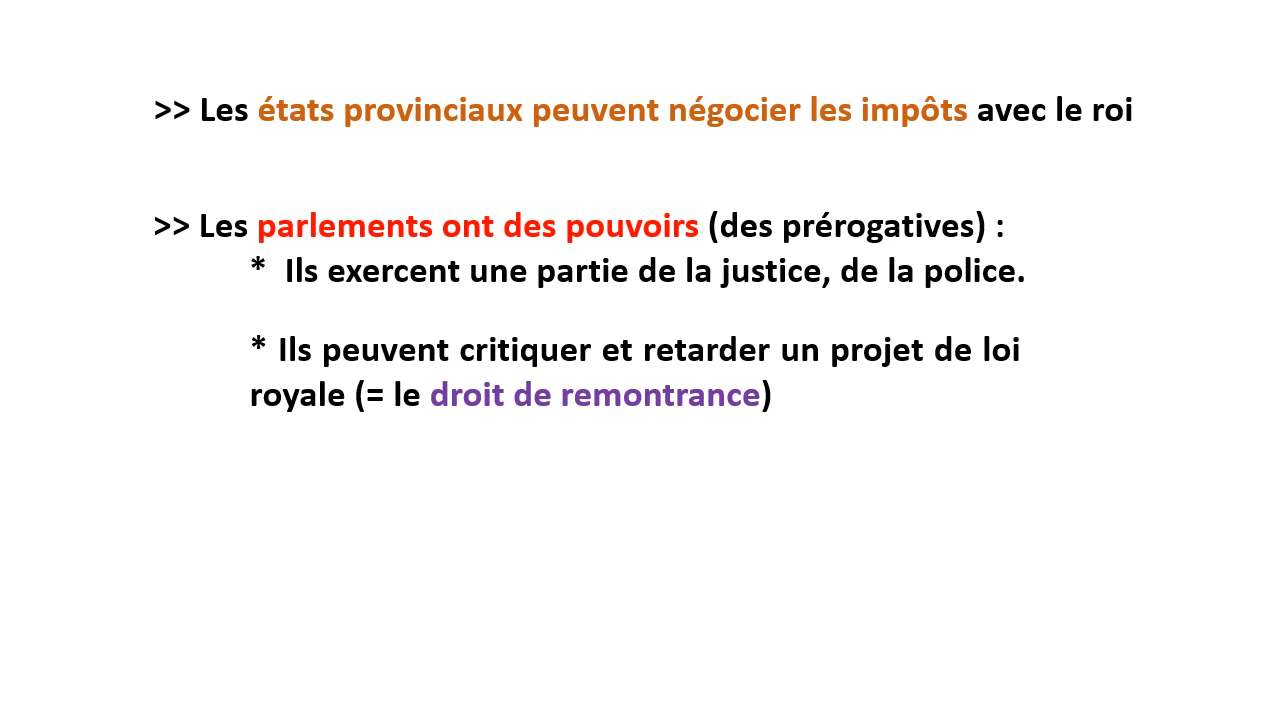 >> Les états provinciaux peuvent négocier les impôts avec le roi
>> Les parlements ont des pouvoirs (des prérogatives) :
* Ils exercent une partie de la justice, de la police.
* Ils peuvent critiquer et retarder un projet de loi
royale (= le droit de remontrance)